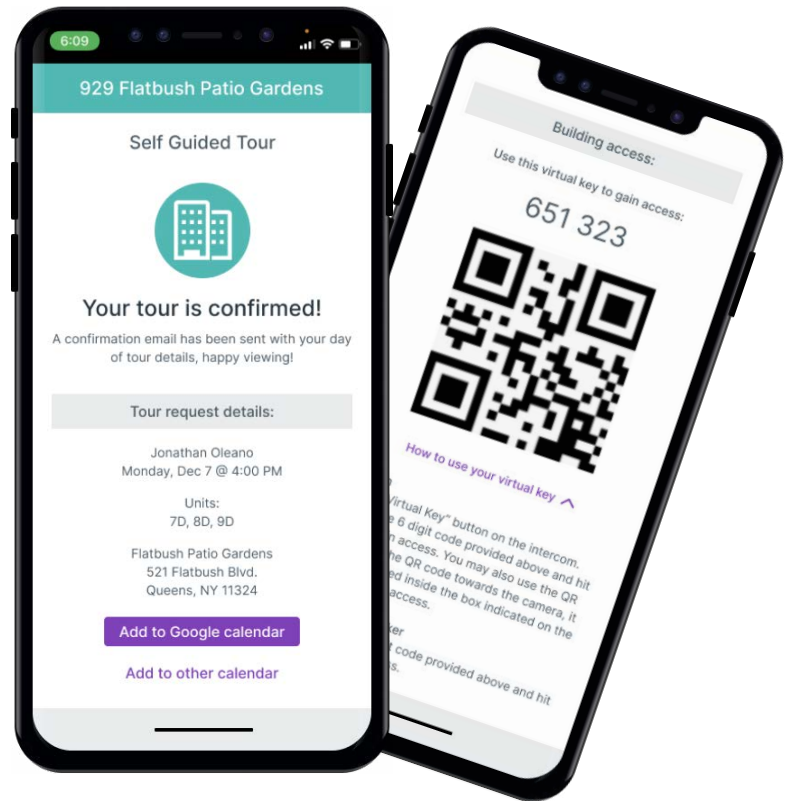 6:09
929 Flatbush Patio Gardens
Self Guided Tour
Your tour is confirmed!
A confirmation email has been sent with your day
of tour details, happy viewing!
Tour request details:
Jonathan Oleano
Monday, Dec 7 @ 4:00 PM
Units:
7D, 8D, 9D
Flatbush Patio Gardens
521 Flatbush Blvd.
Queens, NY 11324
Add to Google calendar
Add to other calendar
Building access:
Use this virtual key to gain access:
651 323
How to use your virtual key
Virtual Key" button on the intercom.
6 digit code provided above and hit
access. You may also use the QR
the QR code towards the camera, it
inside the box indicated on the
access.
code provided above and hit